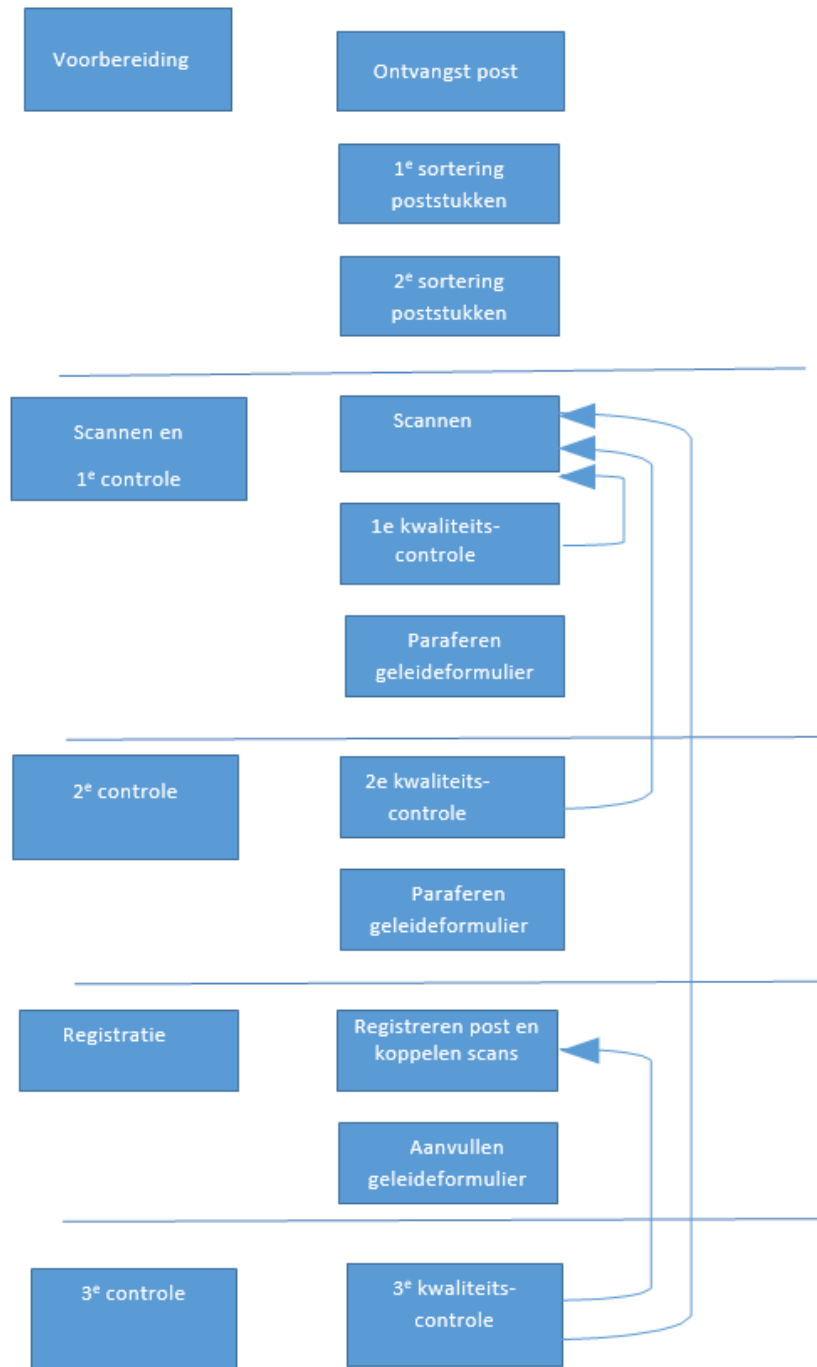 Voorbereiding
Ontvangst post
1e sortering
poststukken
2e sortering
poststukken
Scannen en
1e controle
Scannen
1e kwaliteits-
controle
Paraferen
geleideformulier
2e controle
2e kwaliteits-
controle
Paraferen
geleideformulier
Registratie
Registreren post en
koppelen scans
Aanvullen
geleideformulier
3e controle
3e kwaliteits-
controle